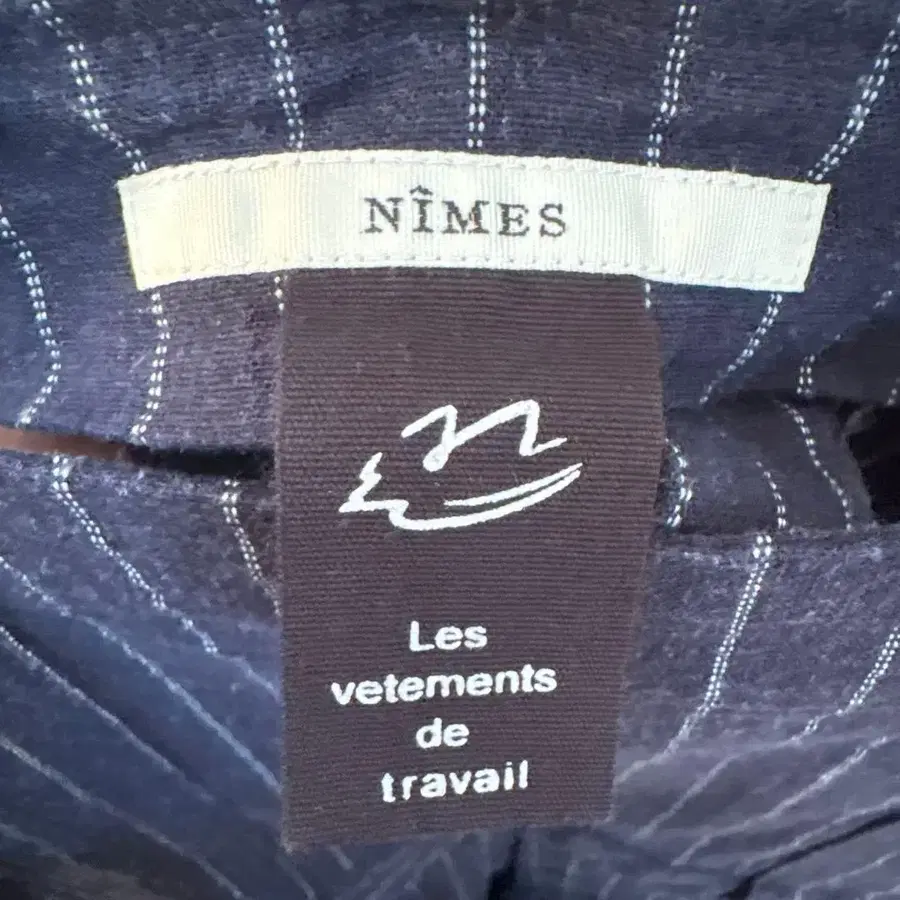 NÎMES
Les
vetements
de
travail